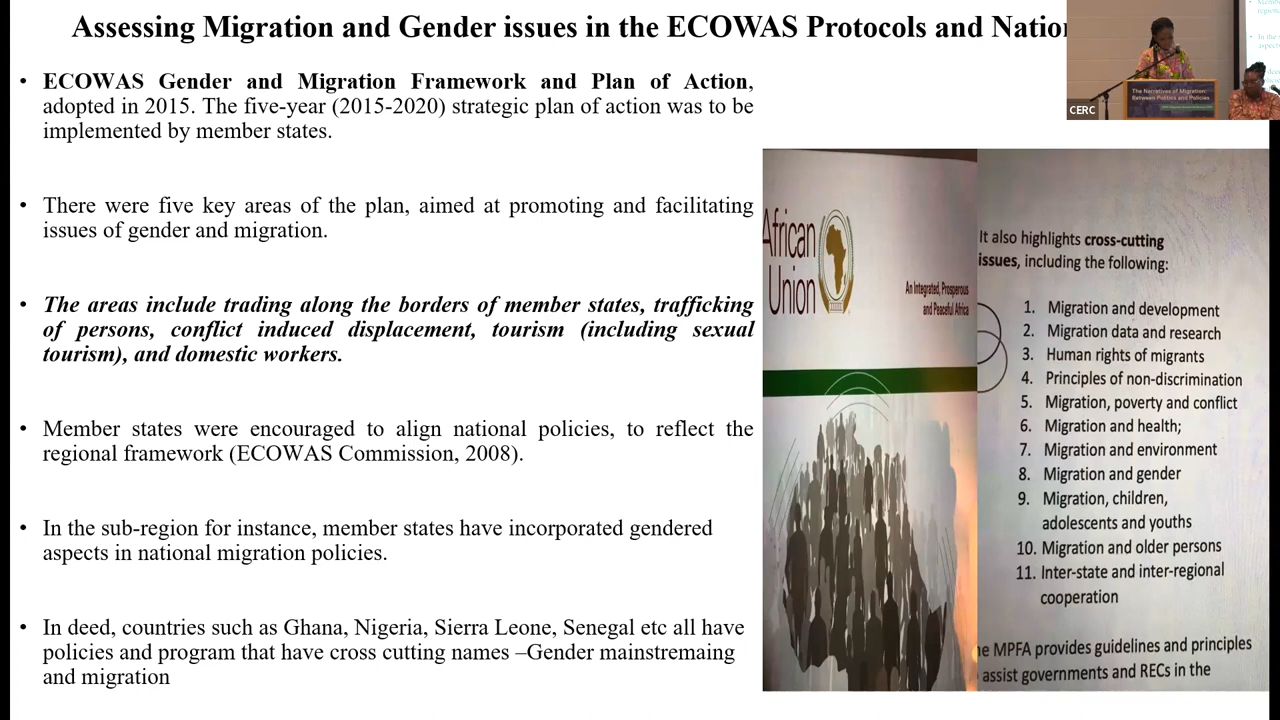 Assessing Migration and Gender issues in the ECOWAS Protocols and Natio
• ECOWAS Gender and Migration Framework and Plan of Action,
adopted in 2015. The five-year (2015-2020) strategic plan of action was to be
implemented by member states.
• There were five key areas of the plan, aimed at promoting and facilitating
issues of gender and migration.
• The areas include trading along the borders of member states, trafficking
of persons, conflict induced displacement, tourism (including sexual
tourism), and domestic workers.
• Member states were encouraged to align national policies, to reflect the
regional framework (ECOWAS Commission, 2008).
• In the sub-region for instance, member states have incorporated gendered
aspects in national migration policies.
• In deed, countries such as Ghana, Nigeria, Sierra Leone, Senegal etc all have
policies and program that have cross cutting names –Gender mainstremaing
and migration
CERC
The Narratives of Migration:
Between Politics and Policies
African
Union
An Integrated, Prosperous
and Peaceful Africa
It also highlights cross-cutting
issues, including the following:
1. Migration and development
2. Migration data and research
3. Human rights of migrants
4. Principles of non-discrimination
5. Migration, poverty and conflict
6. Migration and health;
7. Migration and environment
8. Migration and gender
9. Migration, children,
adolescents and youths
10. Migration and older persons
11. Inter-state and inter-regional
cooperation
e MPFA provides guidelines and principles
assist governments and RECs in the